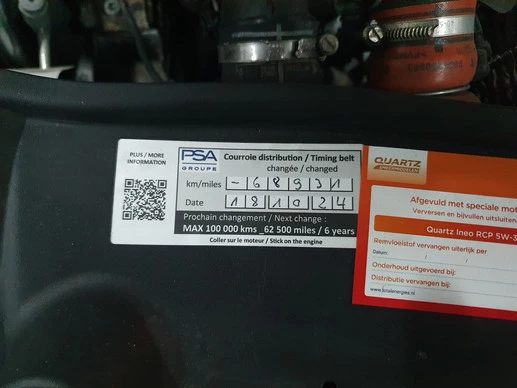 PLUS / MORE
INFORMATION
PSA
GROUPE
Courroie distribution / Timing belt
changée / changed
km/miles - 6 8 9 3 1
Date 1 8 1 0 2 4
Prochain changement / Next change :
MAX 100 000 kms _62 500 miles / 6 years
Coller sur le moteur / Stick on the engine
QUARTZ
Afgevuld met speciale mot
Verversen en bijvullen uitsluiten
Quartz Ineo RCP 5W-3
Remvloeistof vervangen uiterlijk per
Datum: / /
Onderhoud uitgevoerd bij:
Distributie vervangen bij: